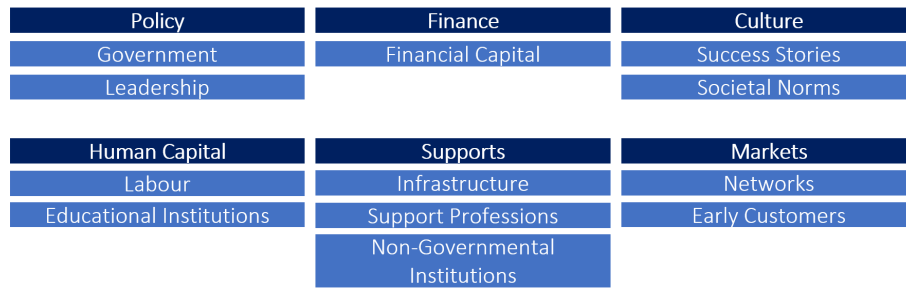 Policy
Finance
Culture
Government
Financial Capital
Success Stories
Leadership
Societal Norms
Human Capital
Supports
Markets
Labour
Infrastructure
Networks
Educational Institutions
Support Professions
Early Customers
Non-Governmental
Institutions